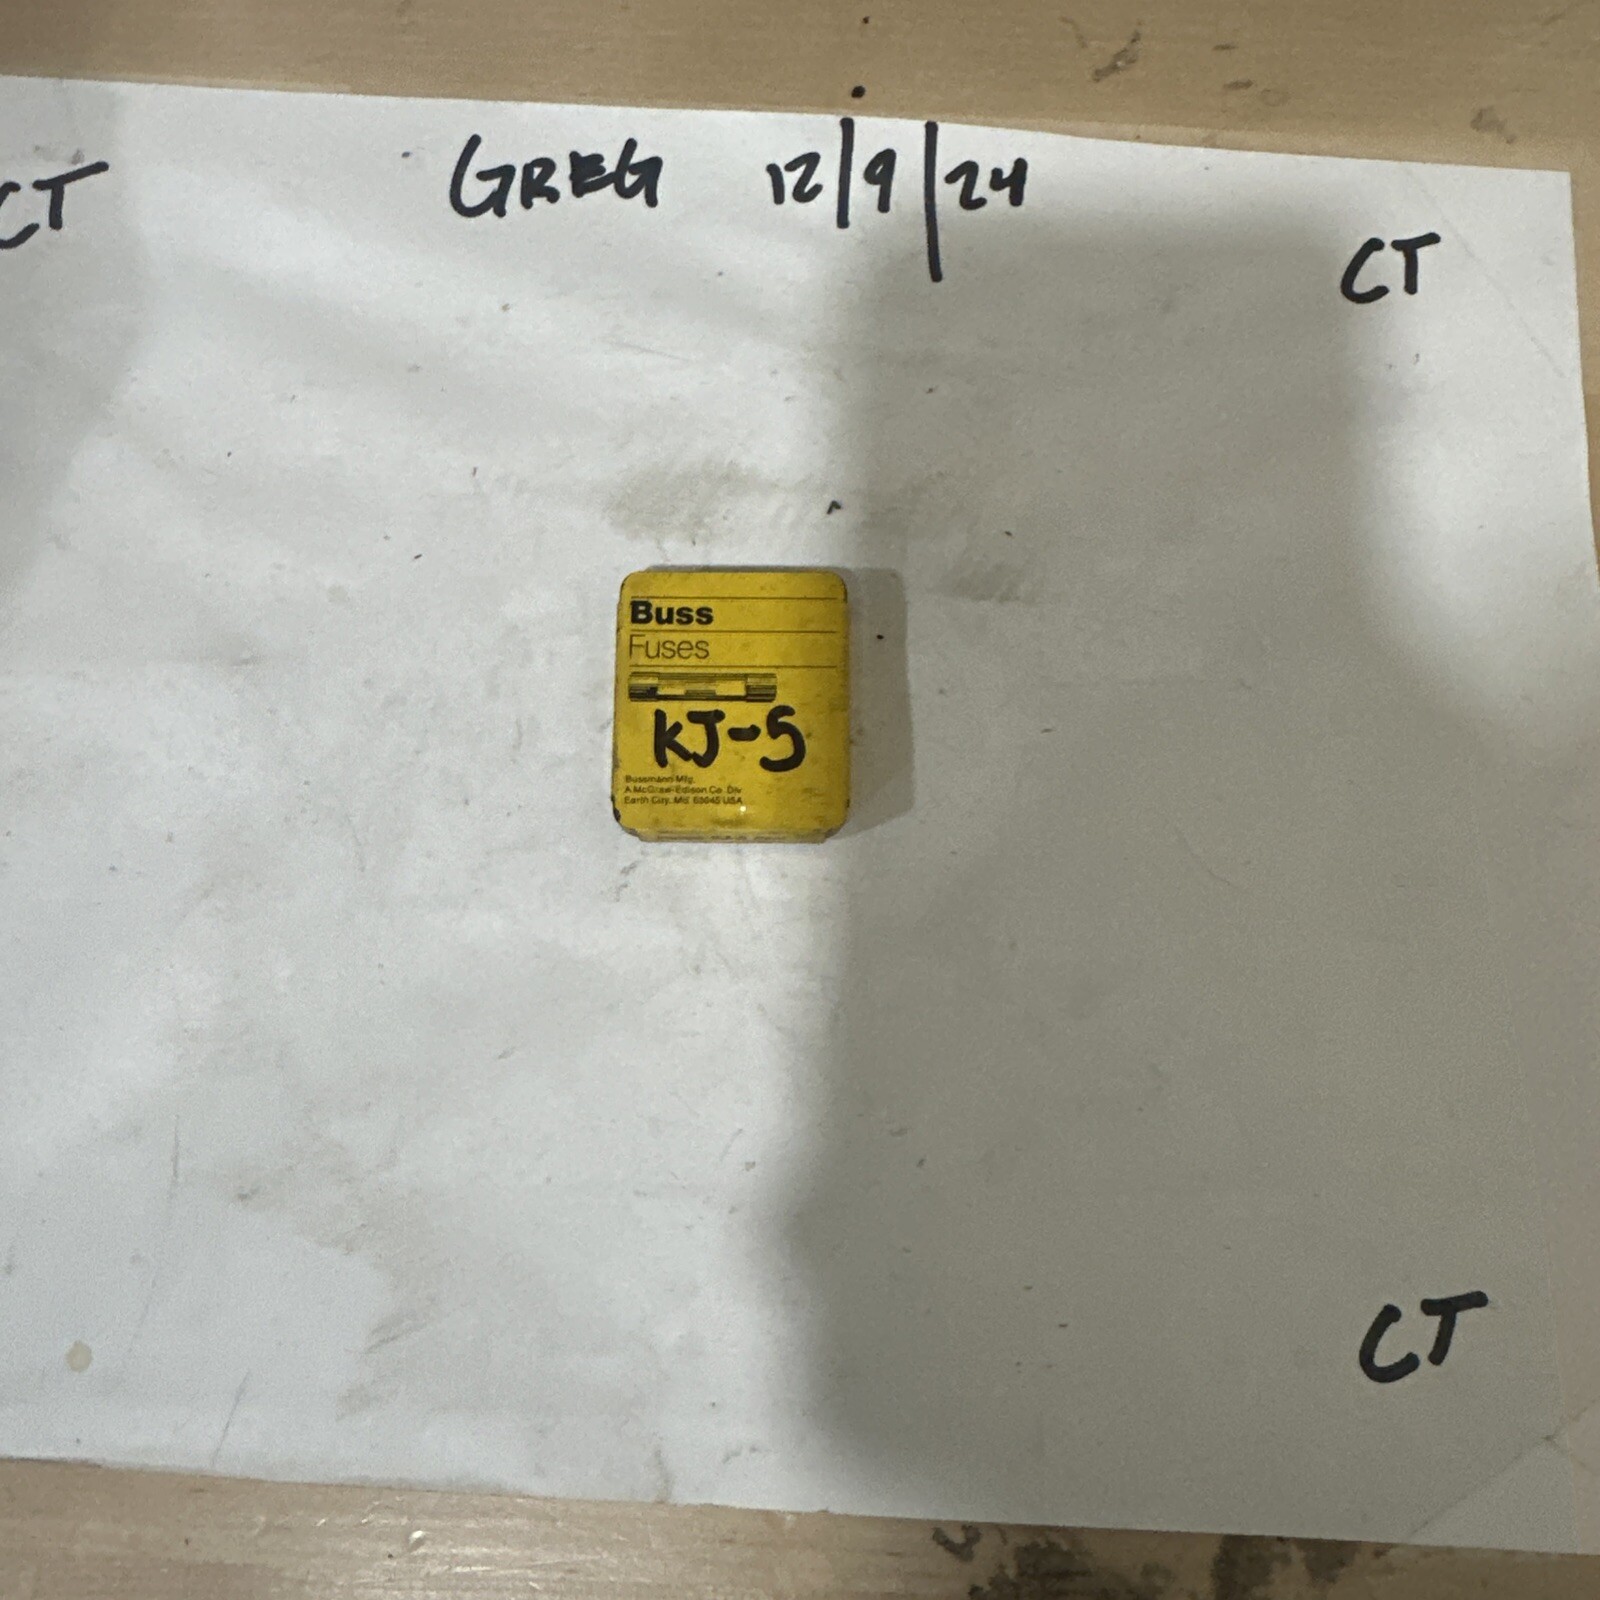 GREG 12/9/24
CT
CT
Buss
Fuses
KJ-5
Bussmann Mfg.
A McGraw-Edison Co. Div
Earth City, Mo. 63045 USA
CT